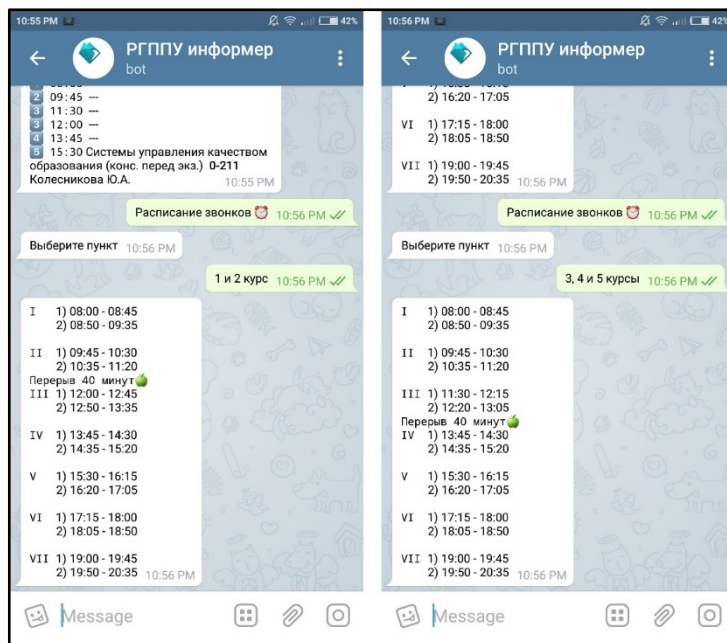 10:55 PM
42%
РГППУ информер
bot
2 09:45 —
3 11:30 —
3 12:00 —
4 13:45 —
5 15:30 Системы управления качеством
образования (конс. перед экз.) 0-211
Колесникова Ю.А.
10:55 PM
Расписание звонков 10:56 PM
Выберите пункт 10:56 PM
1 и 2 курс 10:56 PM
I 1) 08:00 - 08:45
2) 08:50 - 09:35
II 1) 09:45 - 10:30
2) 10:35 - 11:20
Перерыв 40 минут🍏
III 1) 12:00 - 12:45
2) 12:50 - 13:35
IV 1) 13:45 - 14:30
2) 14:35 - 15:20
V 1) 15:30 - 16:15
2) 16:20 - 17:05
VI 1) 17:15 - 18:00
2) 18:05 - 18:50
VII 1) 19:00 - 19:45
2) 19:50 - 20:35 10:56 PM
Message
10:56 PM
42%
РГППУ информер
bot
2) 16:20 - 17:05
VI 1) 17:15 - 18:00
2) 18:05 - 18:50
VII 1) 19:00 - 19:45
2) 19:50 - 20:35 10:56 PM
Расписание звонков 10:56 PM
Выберите пункт 10:56 PM
3, 4 и 5 курсы 10:56 PM
I 1) 08:00 - 08:45
2) 08:50 - 09:35
II 1) 09:45 - 10:30
2) 10:35 - 11:20
III 1) 11:30 - 12:15
2) 12:20 - 13:05
Перерыв 40 минут🍏
IV 1) 13:45 - 14:30
2) 14:35 - 15:20
V 1) 15:30 - 16:15
2) 16:20 - 17:05
VI 1) 17:15 - 18:00
2) 18:05 - 18:50
VII 1) 19:00 - 19:45
2) 19:50 - 20:35 10:56 PM
Message